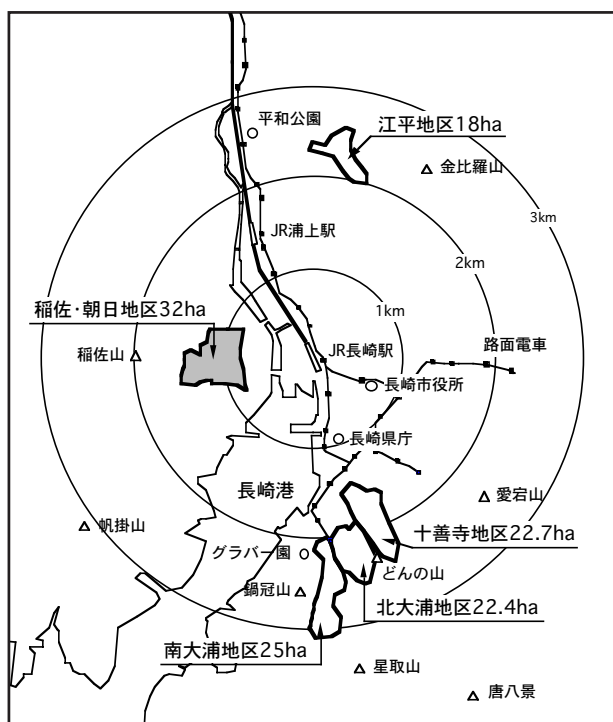 平和公園
江平地区18ha
金比羅山
3km
JR浦上駅
2km
稲佐･朝日地区32ha
1km
JR長崎駅
路面電車
稲佐山
長崎市役所
長崎県庁
長崎港
愛宕山
帆掛山
十善寺地区22.7ha
グラバー園
どんの山
鍋冠山
北大浦地区22.4ha
南大浦地区25ha
星取山
唐八景